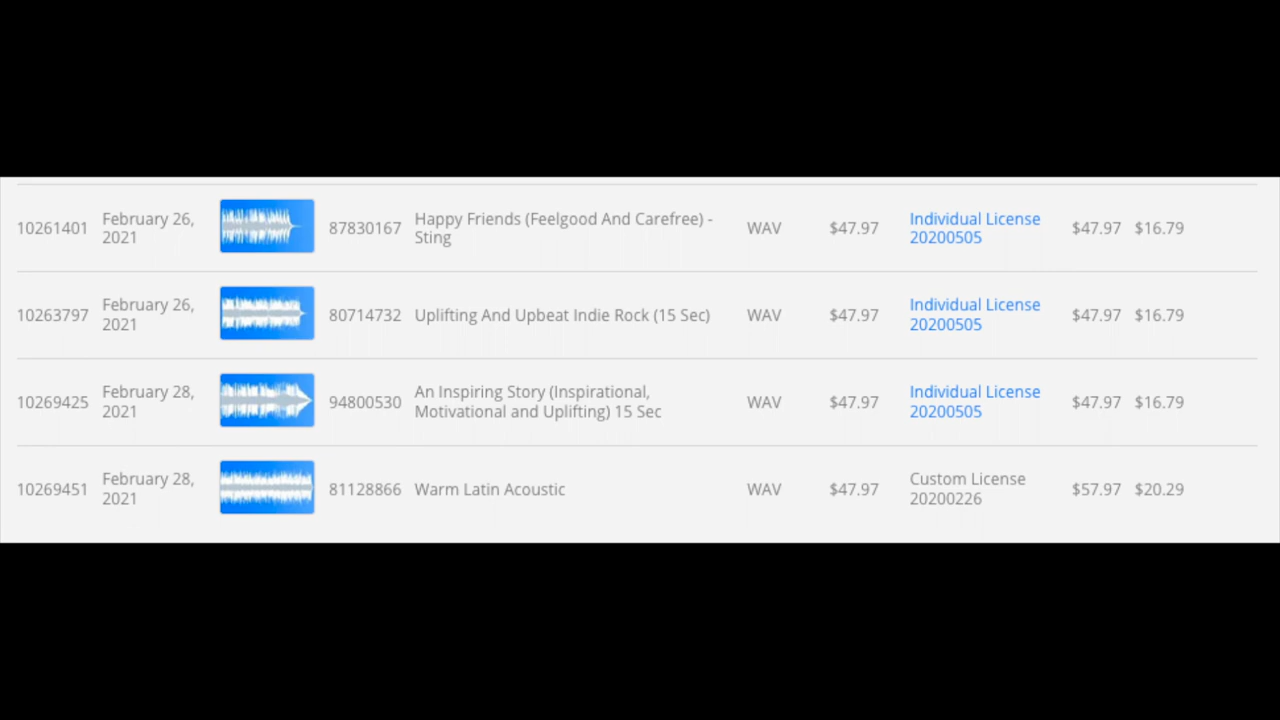 10261401 February 26, 2021 87830167 Happy Friends (Feelgood And Carefree) - Sting WAV $47.97 Individual License 20200505 $47.97 $16.79
10263797 February 26, 2021 80714732 Uplifting And Upbeat Indie Rock (15 Sec) WAV $47.97 Individual License 20200505 $47.97 $16.79
10269425 February 28, 2021 94800530 An Inspiring Story (Inspirational, Motivational and Uplifting) 15 Sec WAV $47.97 Individual License 20200505 $47.97 $16.79
10269451 February 28, 2021 81128866 Warm Latin Acoustic WAV $47.97 Custom License 20200226 $57.97 $20.29